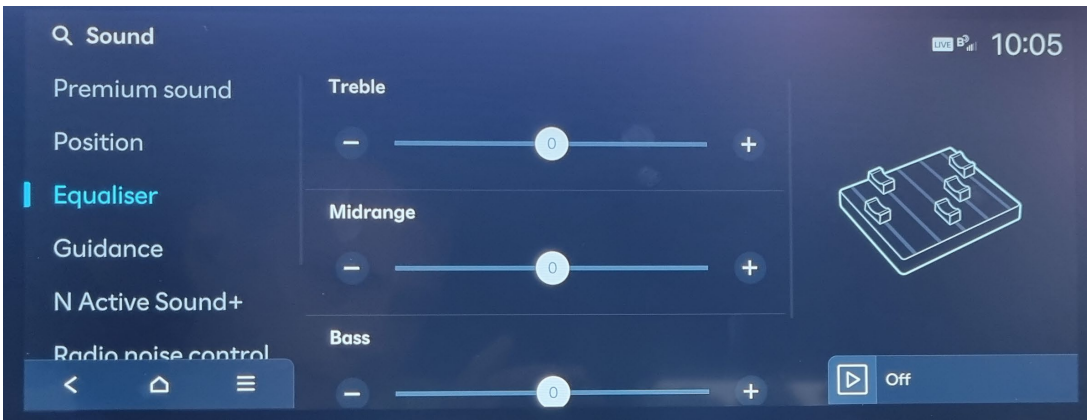 Sound
LIVE
10:05
Premium sound
Position
Equaliser
Guidance
N Active Sound+
Radio noise control
Treble
− 0 +
Midrange
− 0 +
Bass
− 0 +
Off